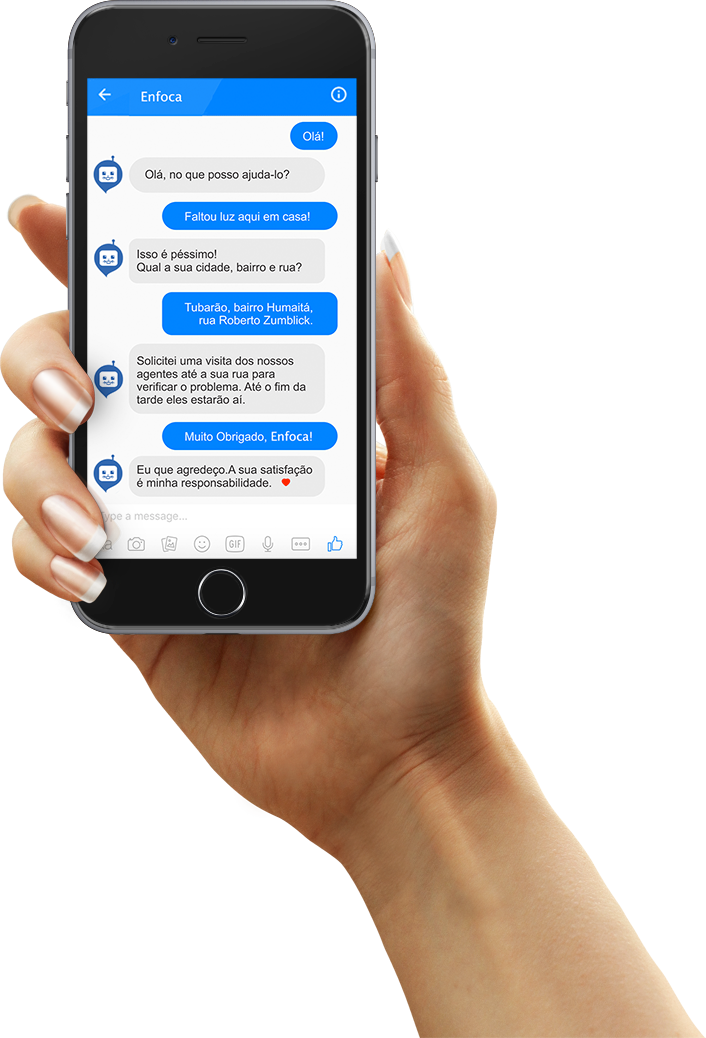 Enfoca
Olá!
Olá, no que posso ajuda-lo?
Faltou luz aqui em casa!
Isso é péssimo!
Qual a sua cidade, bairro e rua?
Tubarão, bairro Humaitá,
rua Roberto Zumblick.
Solicitei uma visita dos nossos
agentes até a sua rua para
verificar o problema. Até o fim da
tarde eles estarão aí.
Muito Obrigado, Enfoca!
Eu que agredeço.A sua satisfação
é minha responsabilidade.
Type a message...
GIF